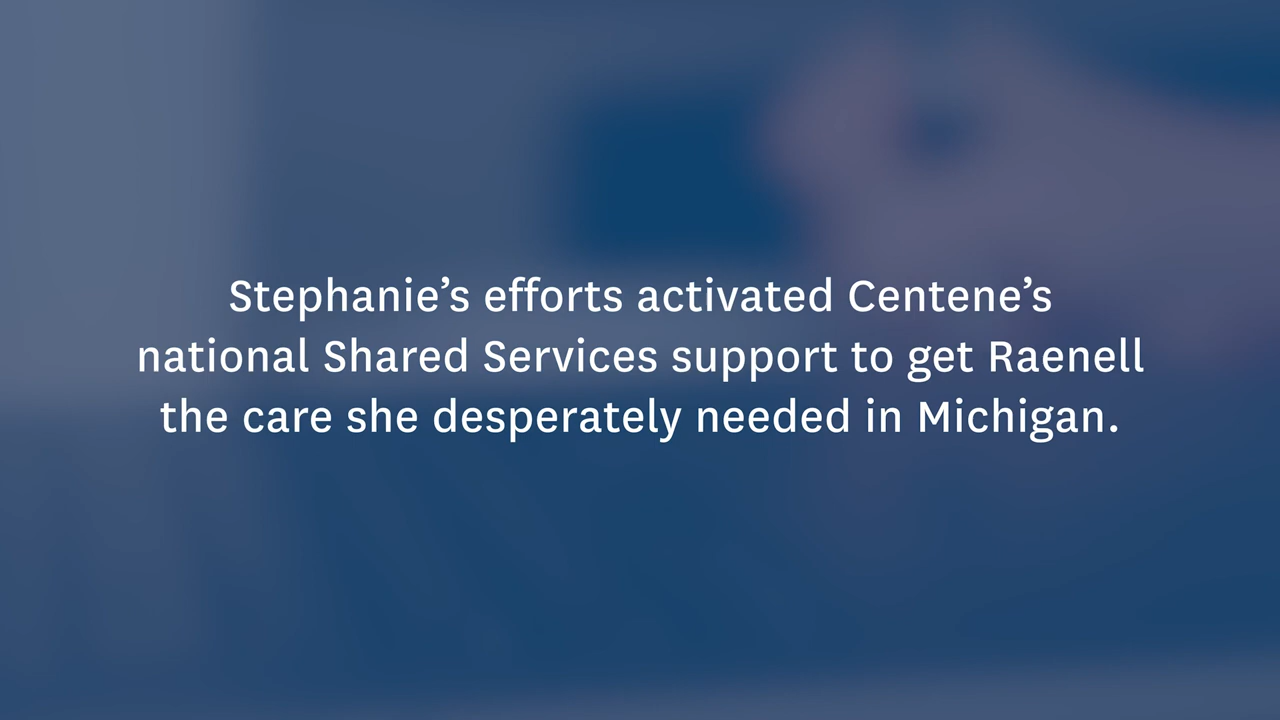 Stephanie’s efforts activated Centene’s
national Shared Services support to get Raenell
the care she desperately needed in Michigan.